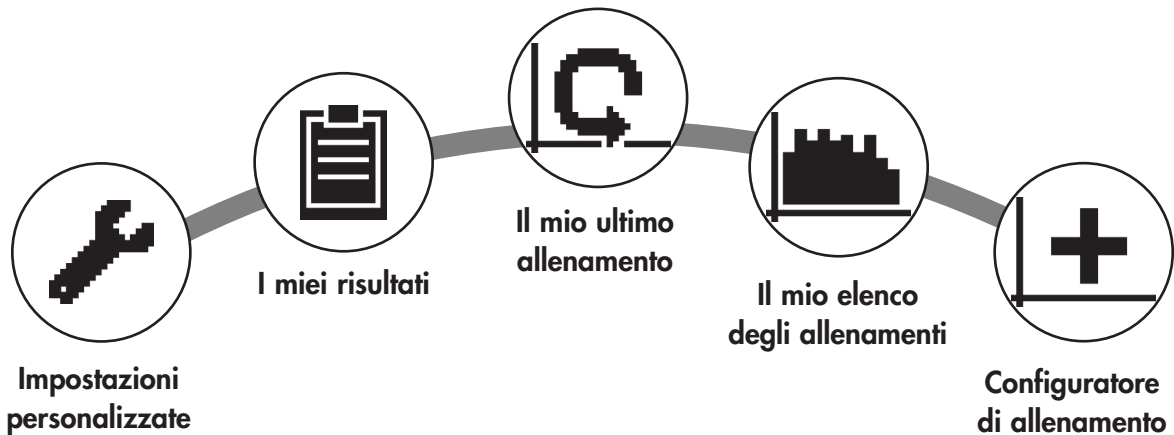 Impostazioni
personalizzate
I miei risultati
Il mio ultimo
allenamento
Il mio elenco
degli allenamenti
Configuratore
di allenamento